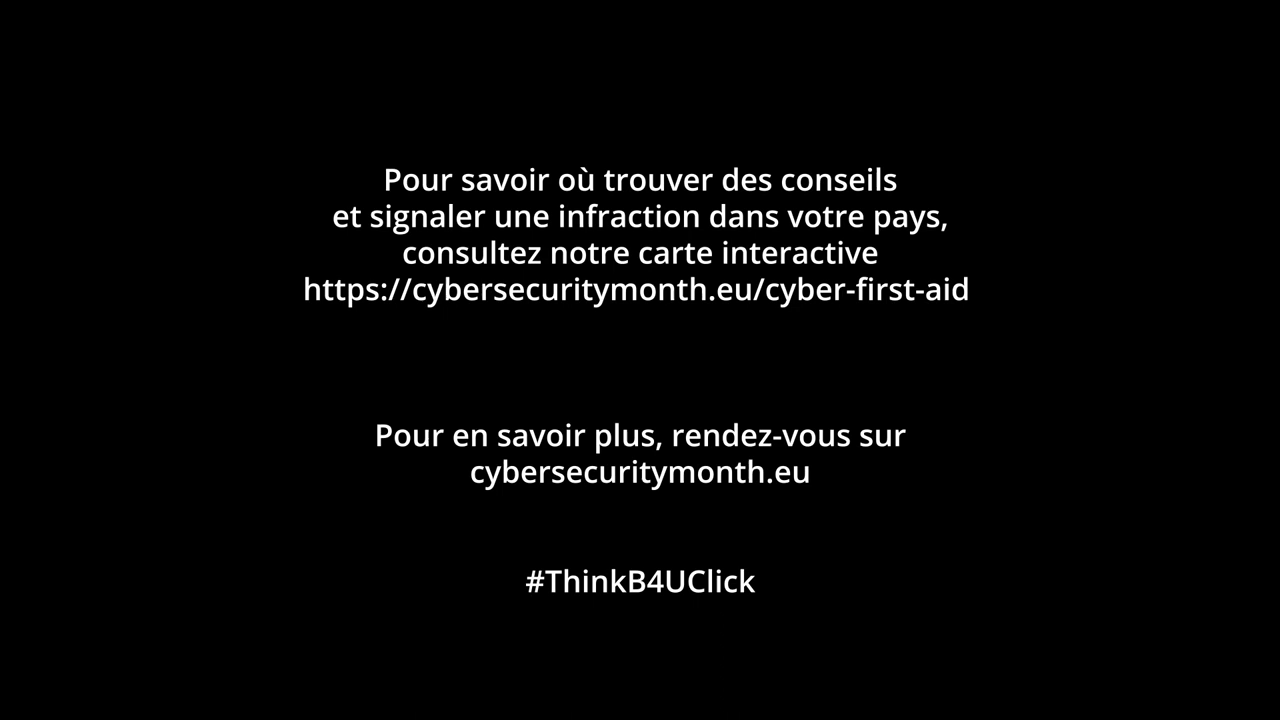 Pour savoir où trouver des conseils
et signaler une infraction dans votre pays,
consultez notre carte interactive
https://cybersecuritymonth.eu/cyber-first-aid
Pour en savoir plus, rendez-vous sur
cybersecuritymonth.eu
#ThinkB4UClick